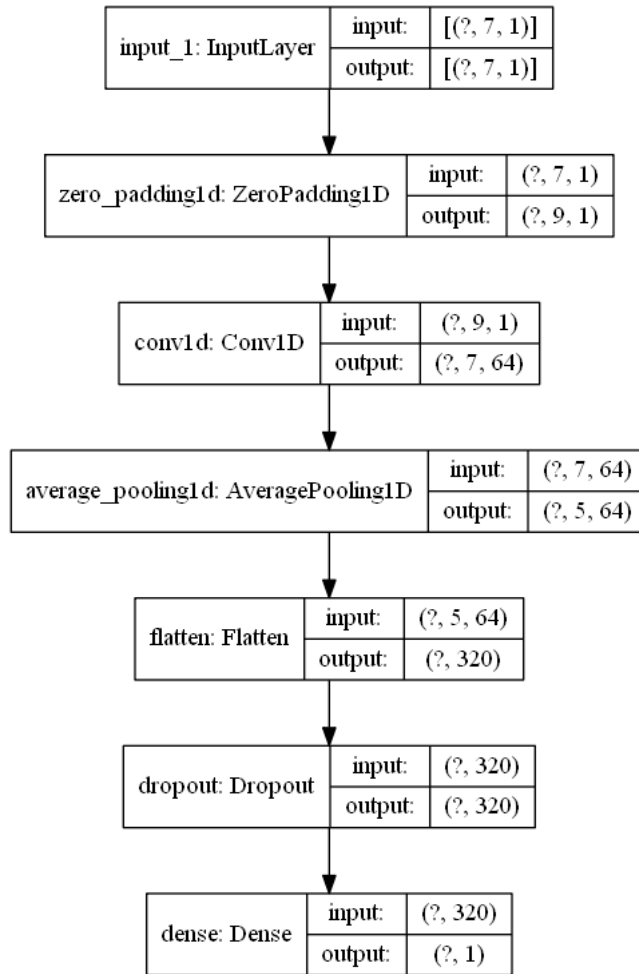 input_1: InputLayer
input: [(?, 7, 1)]
output: [(?, 7, 1)]
zero_padding1d: ZeroPadding1D
input: (?, 7, 1)
output: (?, 9, 1)
conv1d: Conv1D
input: (?, 9, 1)
output: (?, 7, 64)
average_pooling1d: AveragePooling1D
input: (?, 7, 64)
output: (?, 5, 64)
flatten: Flatten
input: (?, 5, 64)
output: (?, 320)
dropout: Dropout
input: (?, 320)
output: (?, 320)
dense: Dense
input: (?, 320)
output: (?, 1)